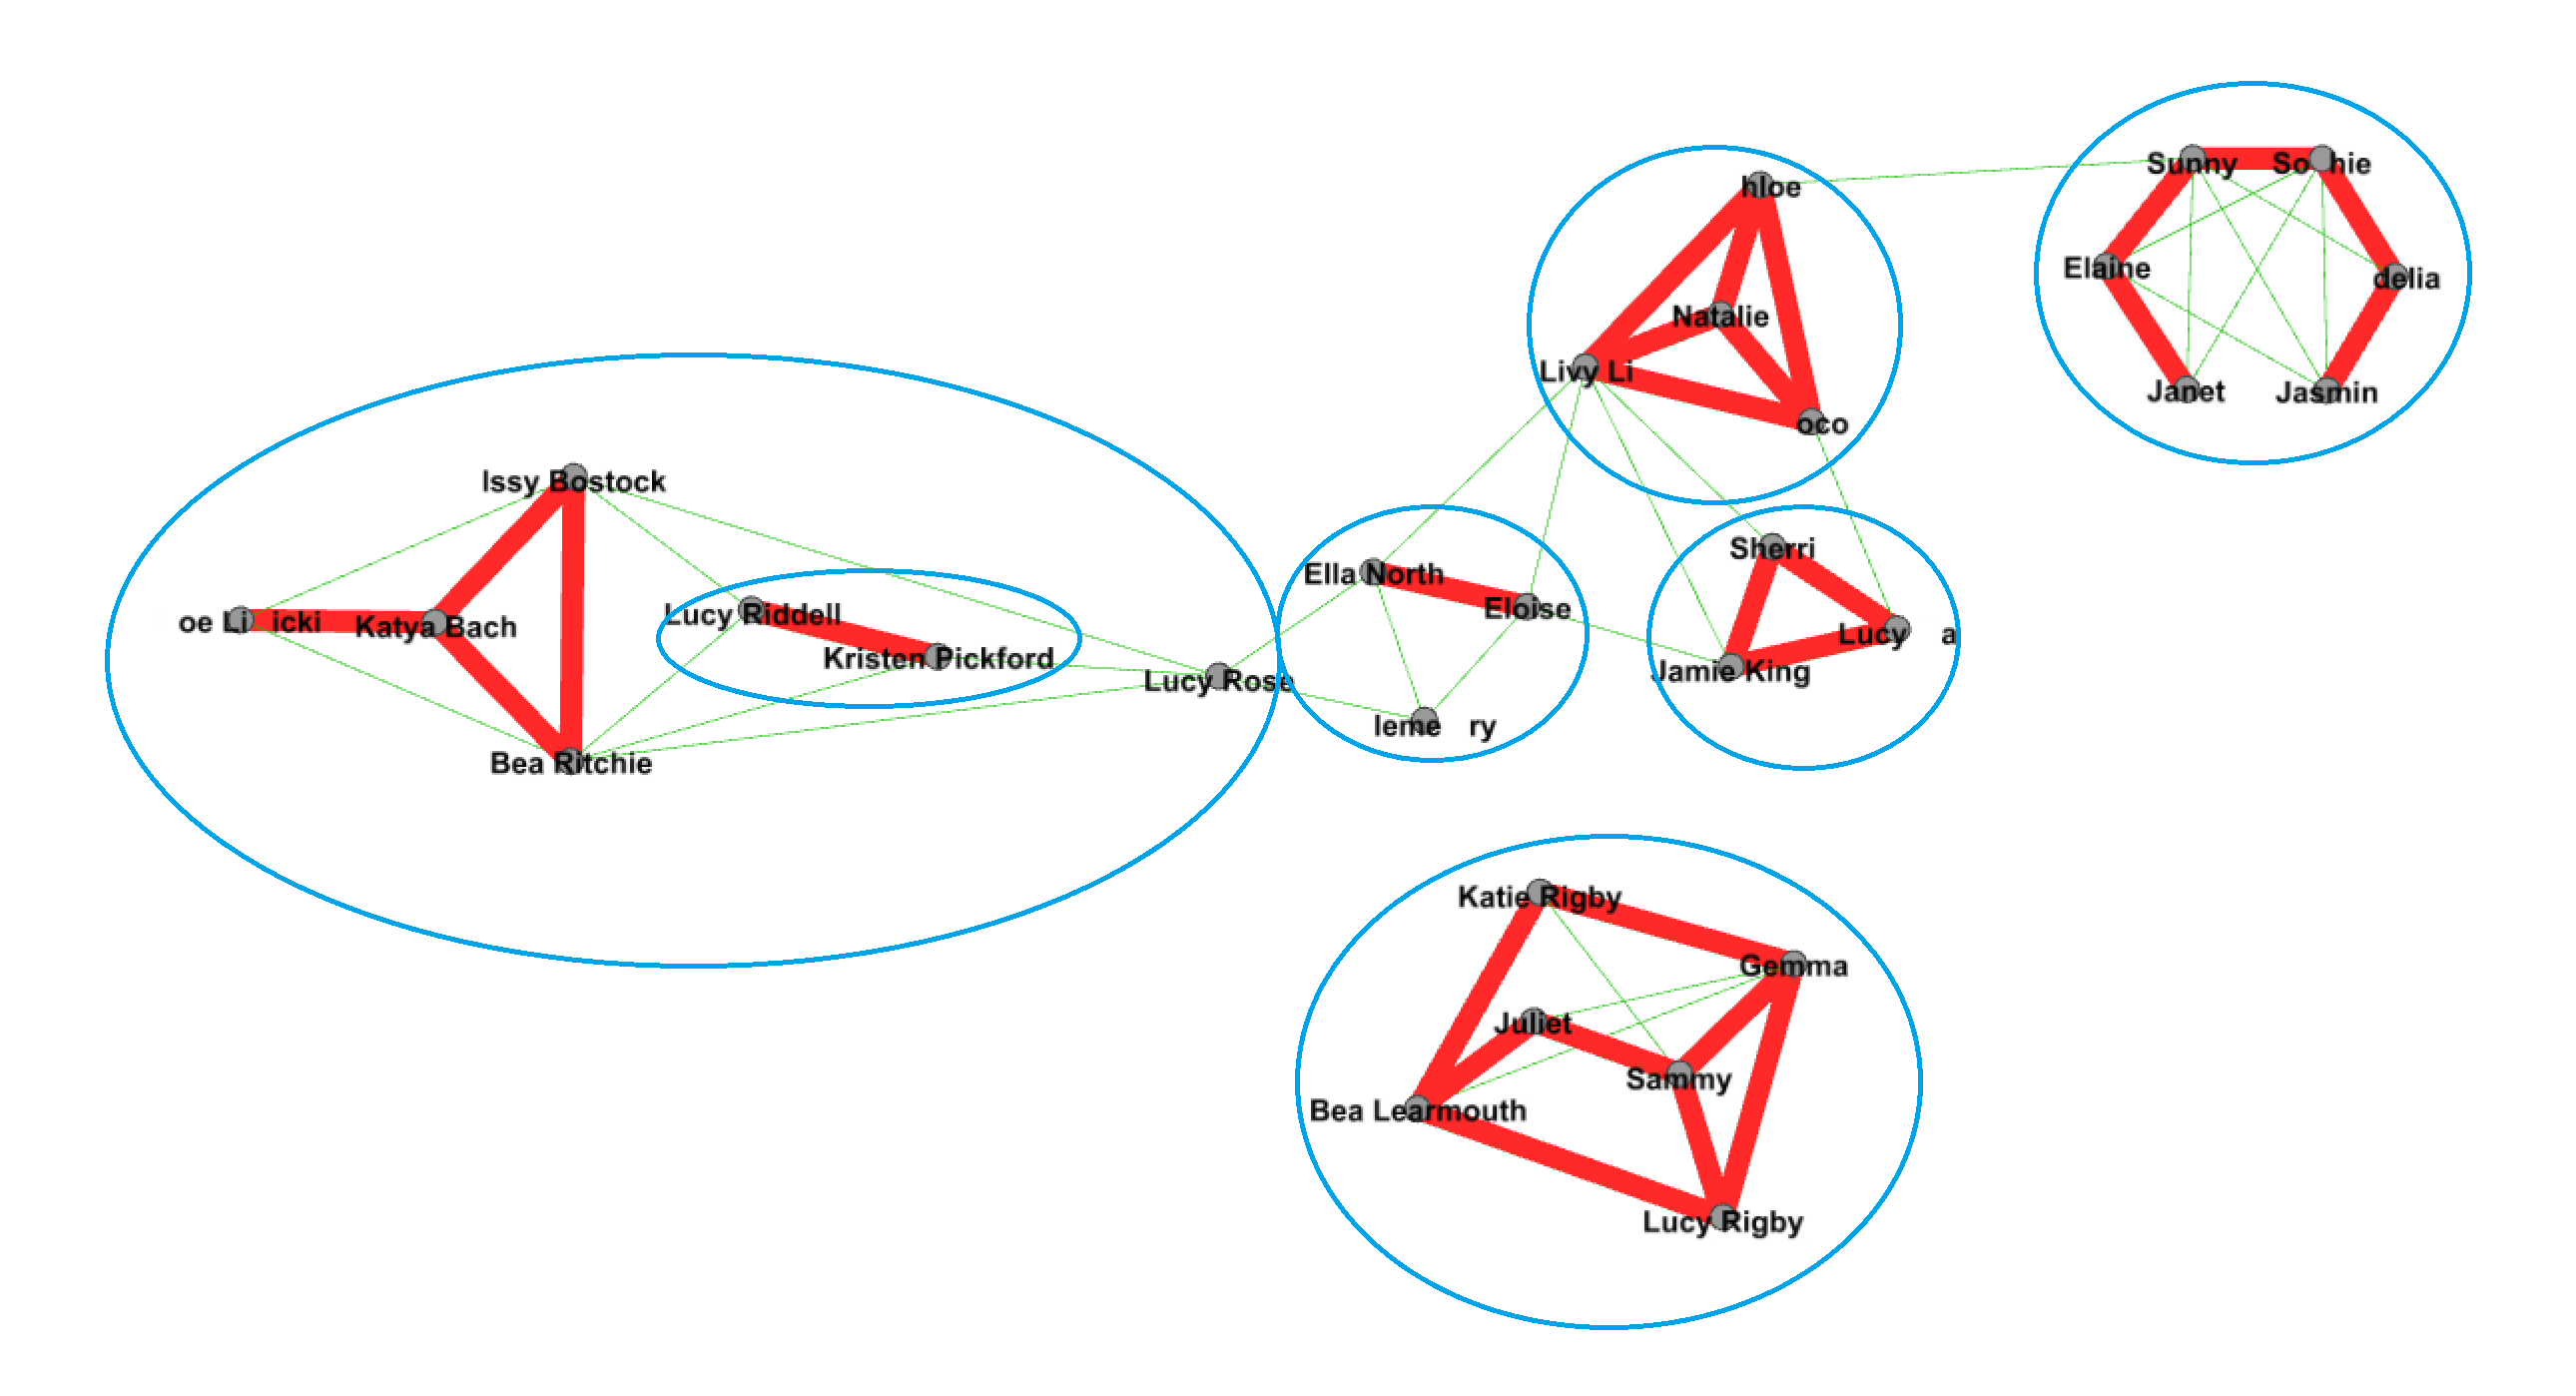 Sunny
Sophie
hloe
Elaine
delia
Natalie
Livy Li
Janet
Jasmin
oco
Issy Bostock
Sherri
Ella North
Eloise
Lucy Riddell
oe Li icki
Katya Bach
Lucy a
Kristen Pickford
Jamie King
Lucy Rose
leme ry
Bea Ritchie
Katie Rigby
Gemma
Juliet
Sammy
Bea Learmouth
Lucy Rigby